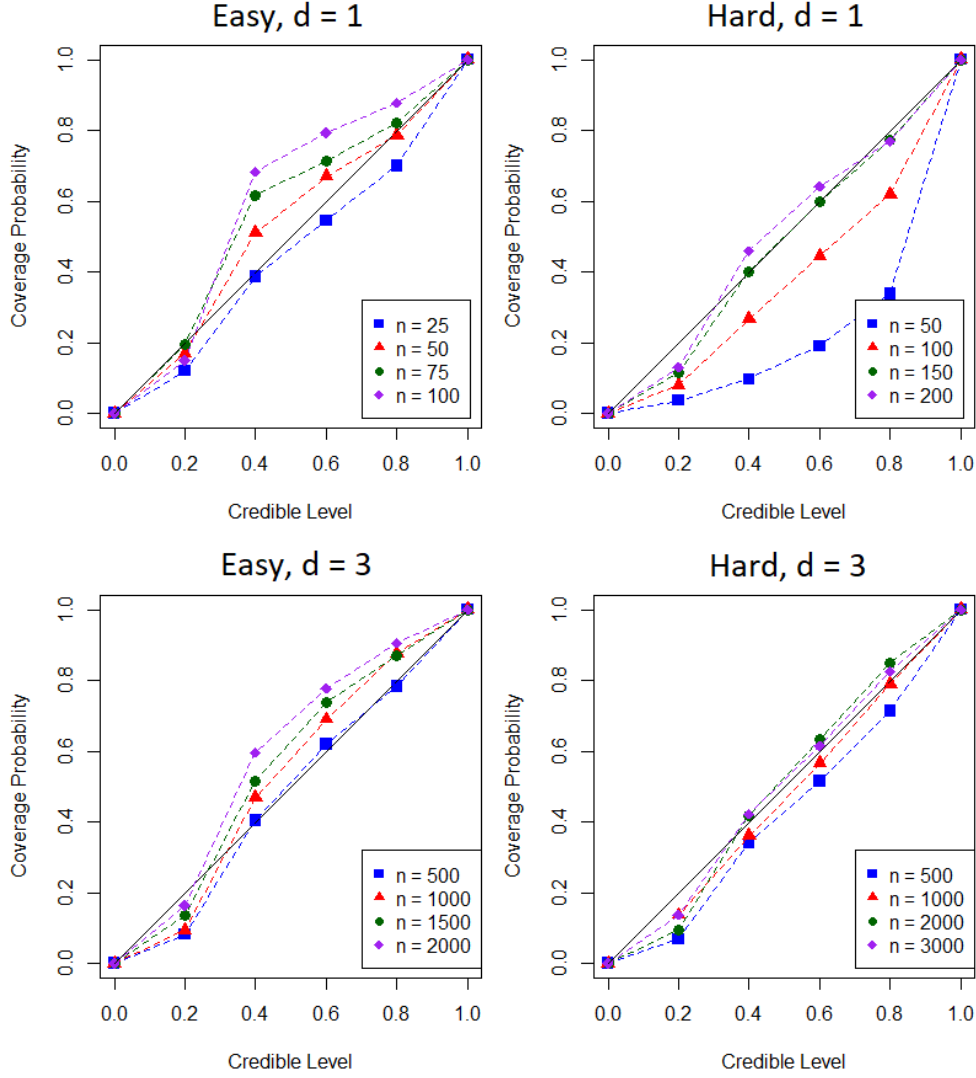 Easy, d = 1
Coverage Probability
1.0
0.8
0.6
0.4
0.2
0.0
n = 25
n = 50
n = 75
n = 100
0.0 0.2 0.4 0.6 0.8 1.0
Credible Level
Hard, d = 1
Coverage Probability
1.0
0.8
0.6
0.4
0.2
0.0
n = 50
n = 100
n = 150
n = 200
0.0 0.2 0.4 0.6 0.8 1.0
Credible Level
Easy, d = 3
Coverage Probability
1.0
0.8
0.6
0.4
0.2
0.0
n = 500
n = 1000
n = 1500
n = 2000
0.0 0.2 0.4 0.6 0.8 1.0
Credible Level
Hard, d = 3
Coverage Probability
1.0
0.8
0.6
0.4
0.2
0.0
n = 500
n = 1000
n = 2000
n = 3000
0.0 0.2 0.4 0.6 0.8 1.0
Credible Level